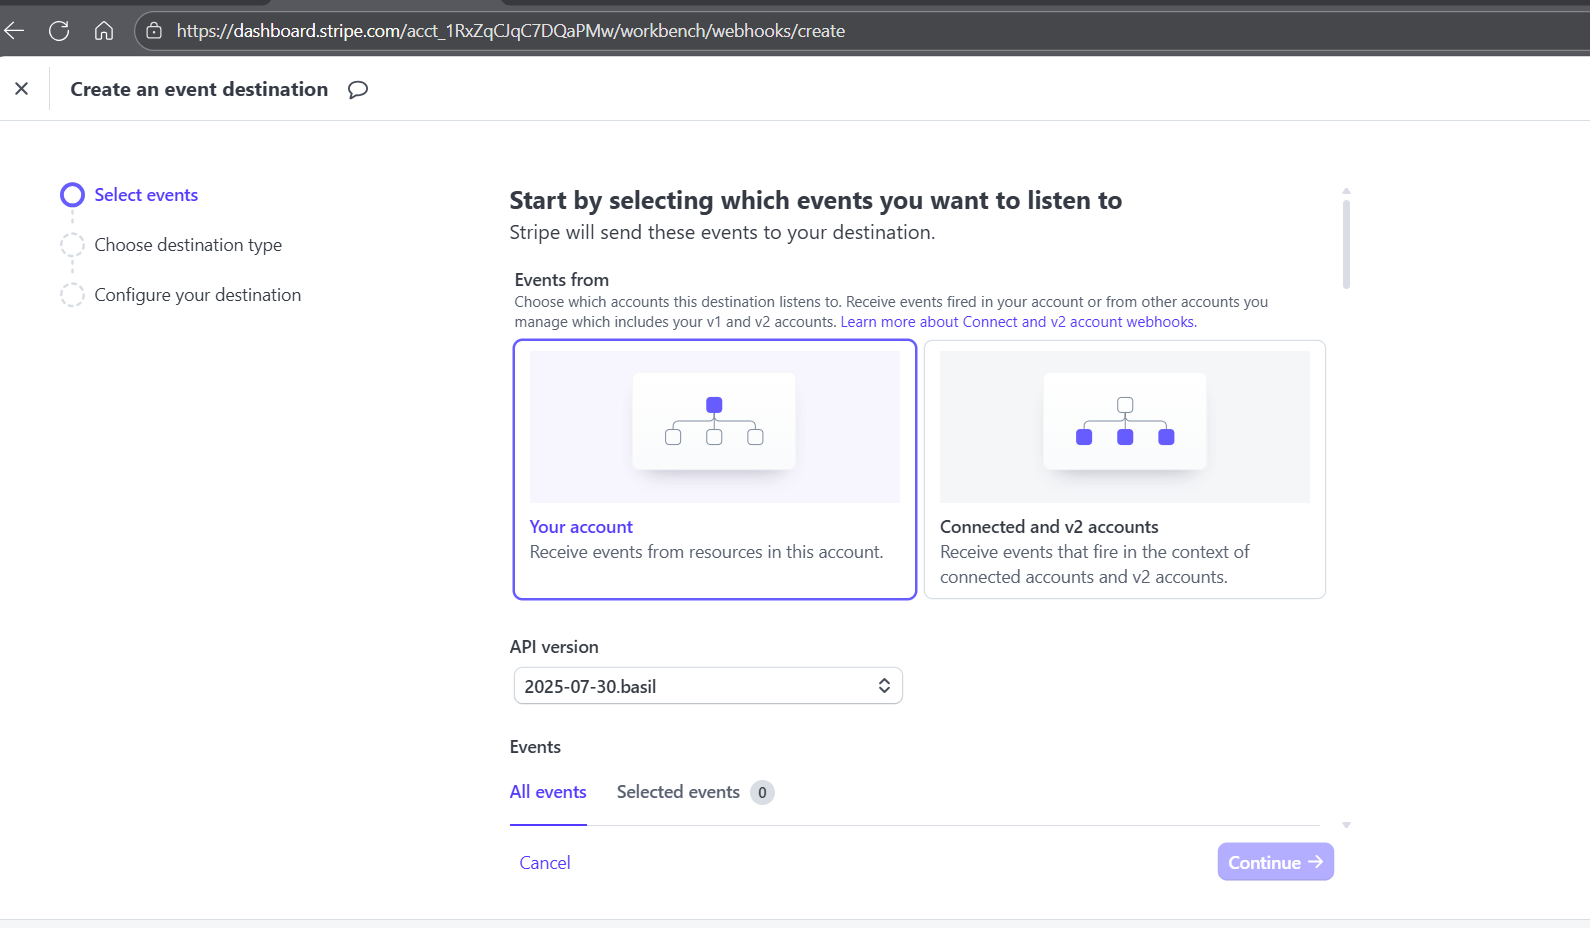 https://dashboard.stripe.com/acct_1RxZqCJqC7DQaPMw/workbench/webhooks/create
Create an event destination
Select events
Choose destination type
Configure your destination
Start by selecting which events you want to listen to
Stripe will send these events to your destination.
Events from
Choose which accounts this destination listens to. Receive events fired in your account or from other accounts you
manage which includes your v1 and v2 accounts. Learn more about Connect and v2 account webhooks.
Your account
Receive events from resources in this account.
Connected and v2 accounts
Receive events that fire in the context of
connected accounts and v2 accounts.
API version
2025-07-30.basil
Events
All events
Selected events 0
Cancel
Continue